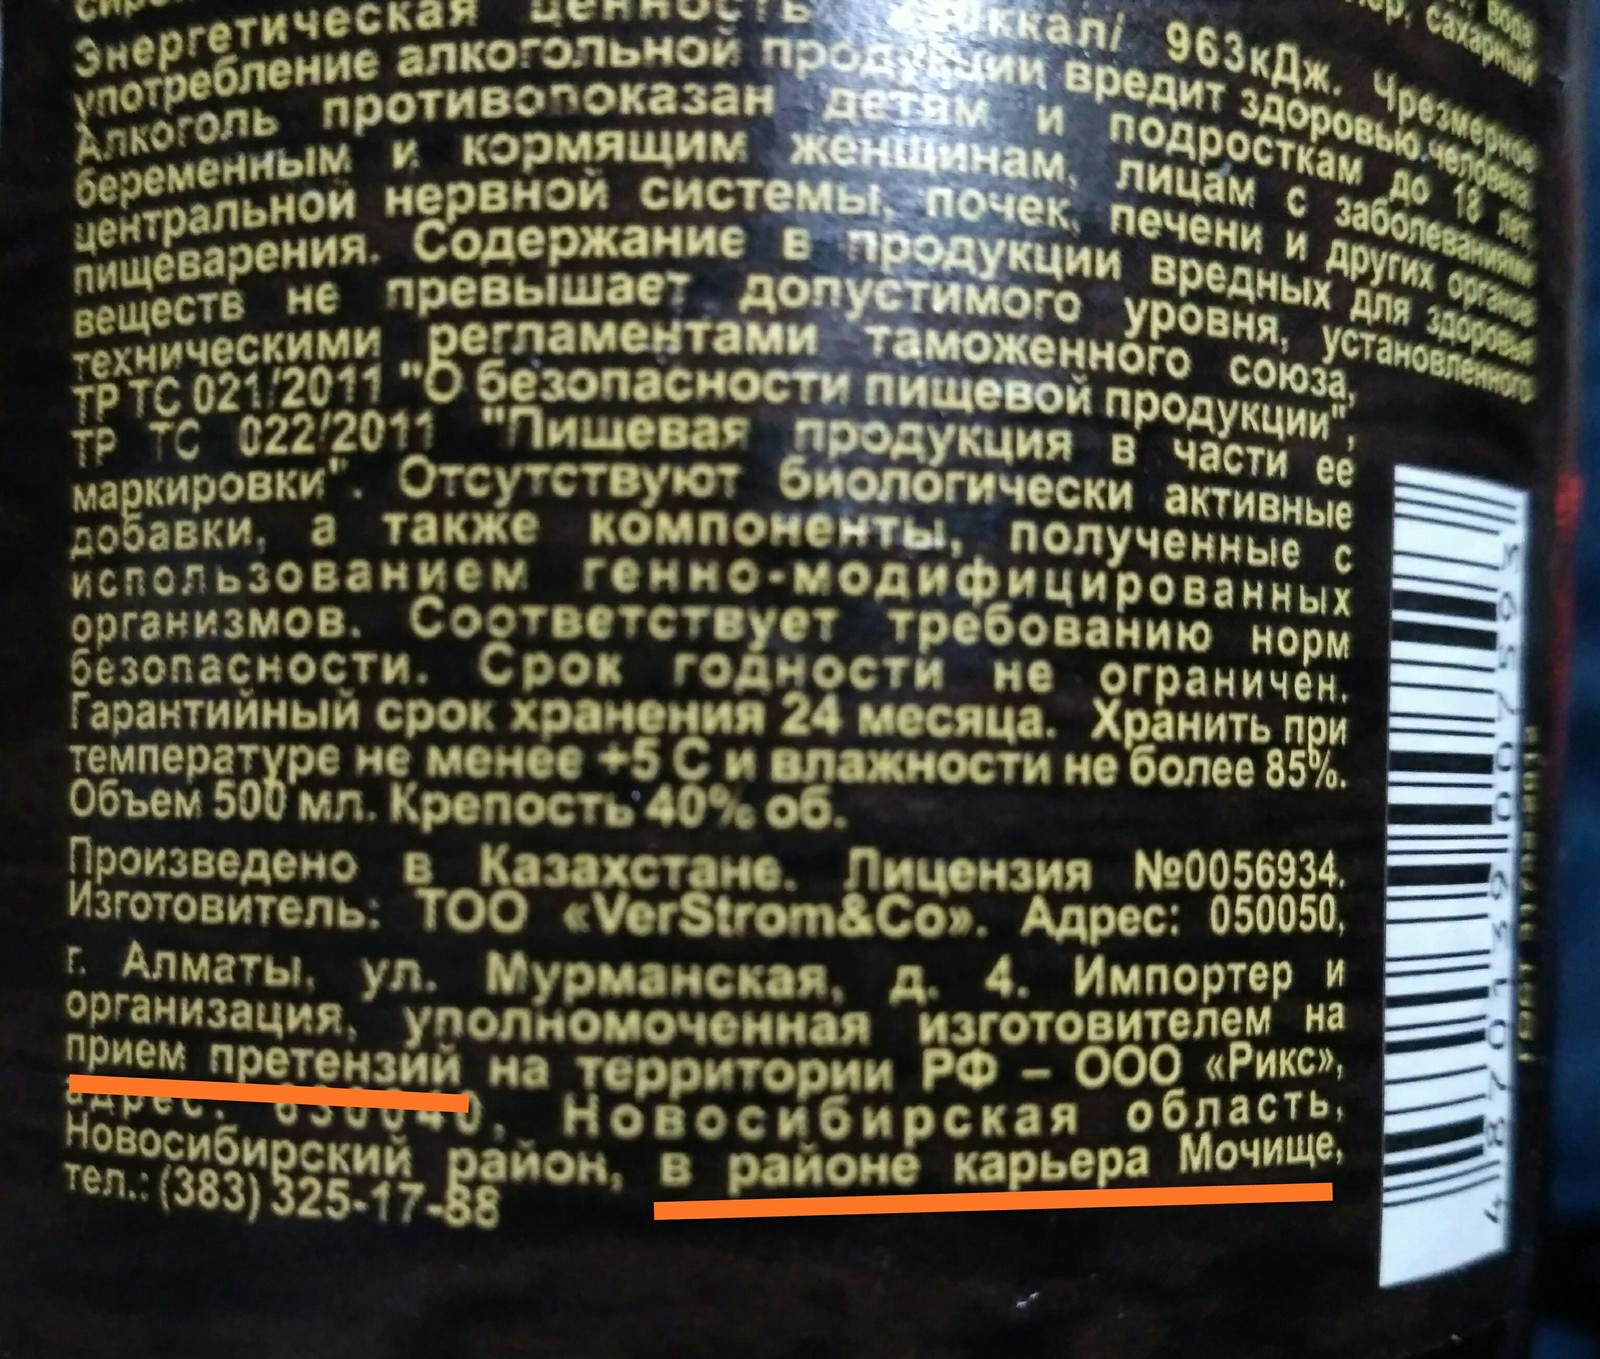 Энергетическая ценность ккал/ 963кДж. Чрезмерное
употребление алкогольной продукции вредит здоровью человека.
Алкоголь противопоказан детям и подросткам до 18 лет,
беременным и кормящим женщинам, лицам с заболеваниями
центральной нервной системы, почек, печени и других органов
пищеварения. Содержание в продукции вредных для здоровья
веществ не превышает допустимого уровня, установленного
техническими регламентами таможенного союза,
ТР ТС 021/2011 "О безопасности пищевой продукции",
ТР ТС 022/2011 "Пищевая продукция в части ее
маркировки". Отсутствуют биологически активные
добавки, а также компоненты, полученные с
использованием генно-модифицированных
организмов. Соответствует требованию норм
безопасности. Срок годности не ограничен.
Гарантийный срок хранения 24 месяца. Хранить при
температуре не менее +5 С и влажности не более 85%.
Объем 500 мл. Крепость 40% об.
Произведено в Казахстане. Лицензия №0056934.
Изготовитель: ТОО «VerStrom&Co». Адрес: 050050,
г. Алматы, ул. Мурманская, д. 4. Импортер и
организация, уполномоченная изготовителем на
прием претензий на территории РФ – ООО «Рикс»,
адрес: 630040, Новосибирская область,
Новосибирский район, в районе карьера Мочище,
тел.: (383) 325-17-88
вода
сахарный